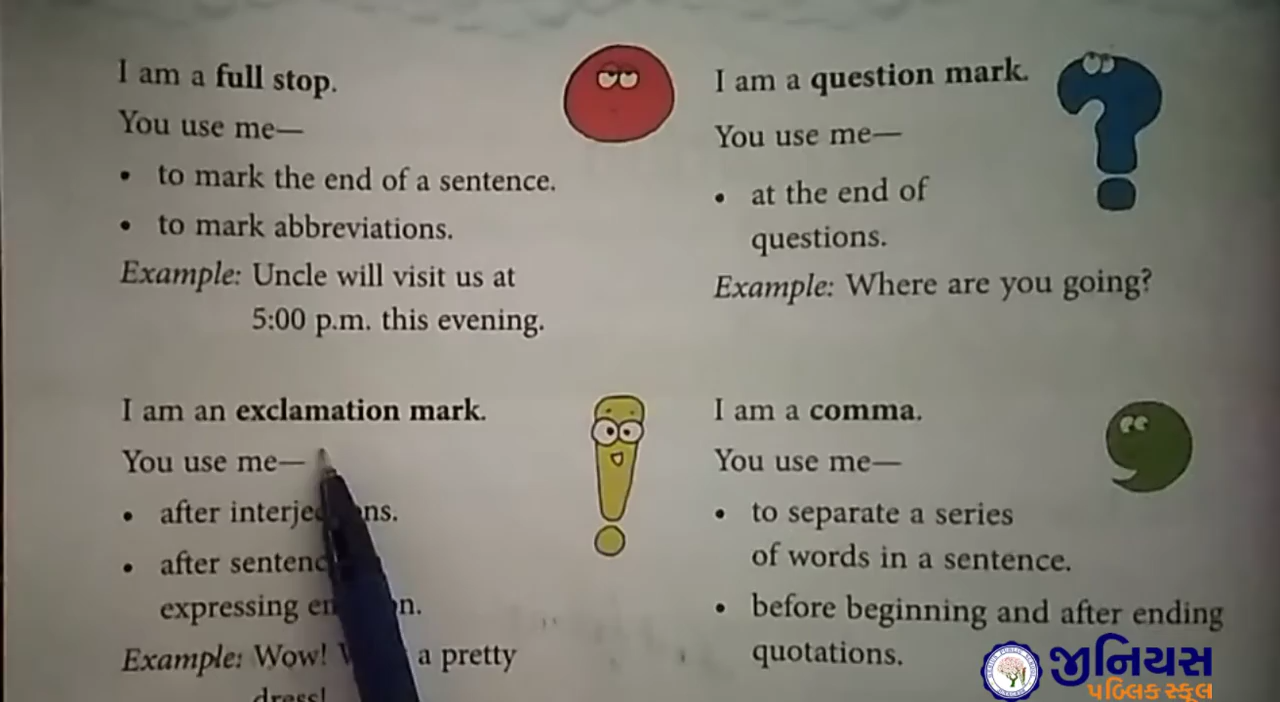 I am a full stop.
You use me—
• to mark the end of a sentence.
• to mark abbreviations.
Example: Uncle will visit us at
5:00 p.m. this evening.
I am a question mark.
You use me—
• at the end of
questions.
Example: Where are you going?
I am an exclamation mark.
You use me—
• after
• after
expressing
Example: Wow! a pretty
dress!
I am a comma.
You use me—
• to separate a series
of words in a sentence.
• before beginning and after ending
quotations.
જીનિયસ
પબ્લિક સ્કૂલ